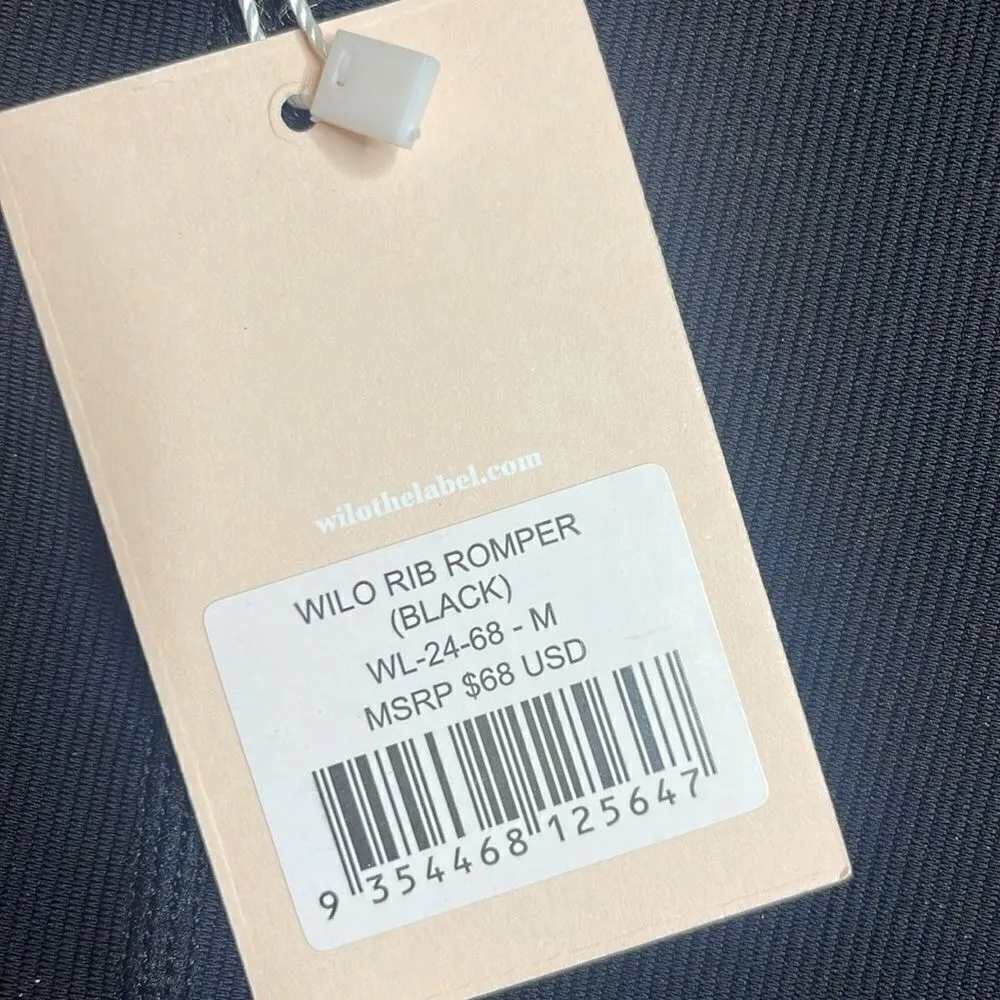 wilothelabel.com
WILO RIB ROMPER
(BLACK)
WL-24-68 - M
MSRP $68 USD
9 354468 125647